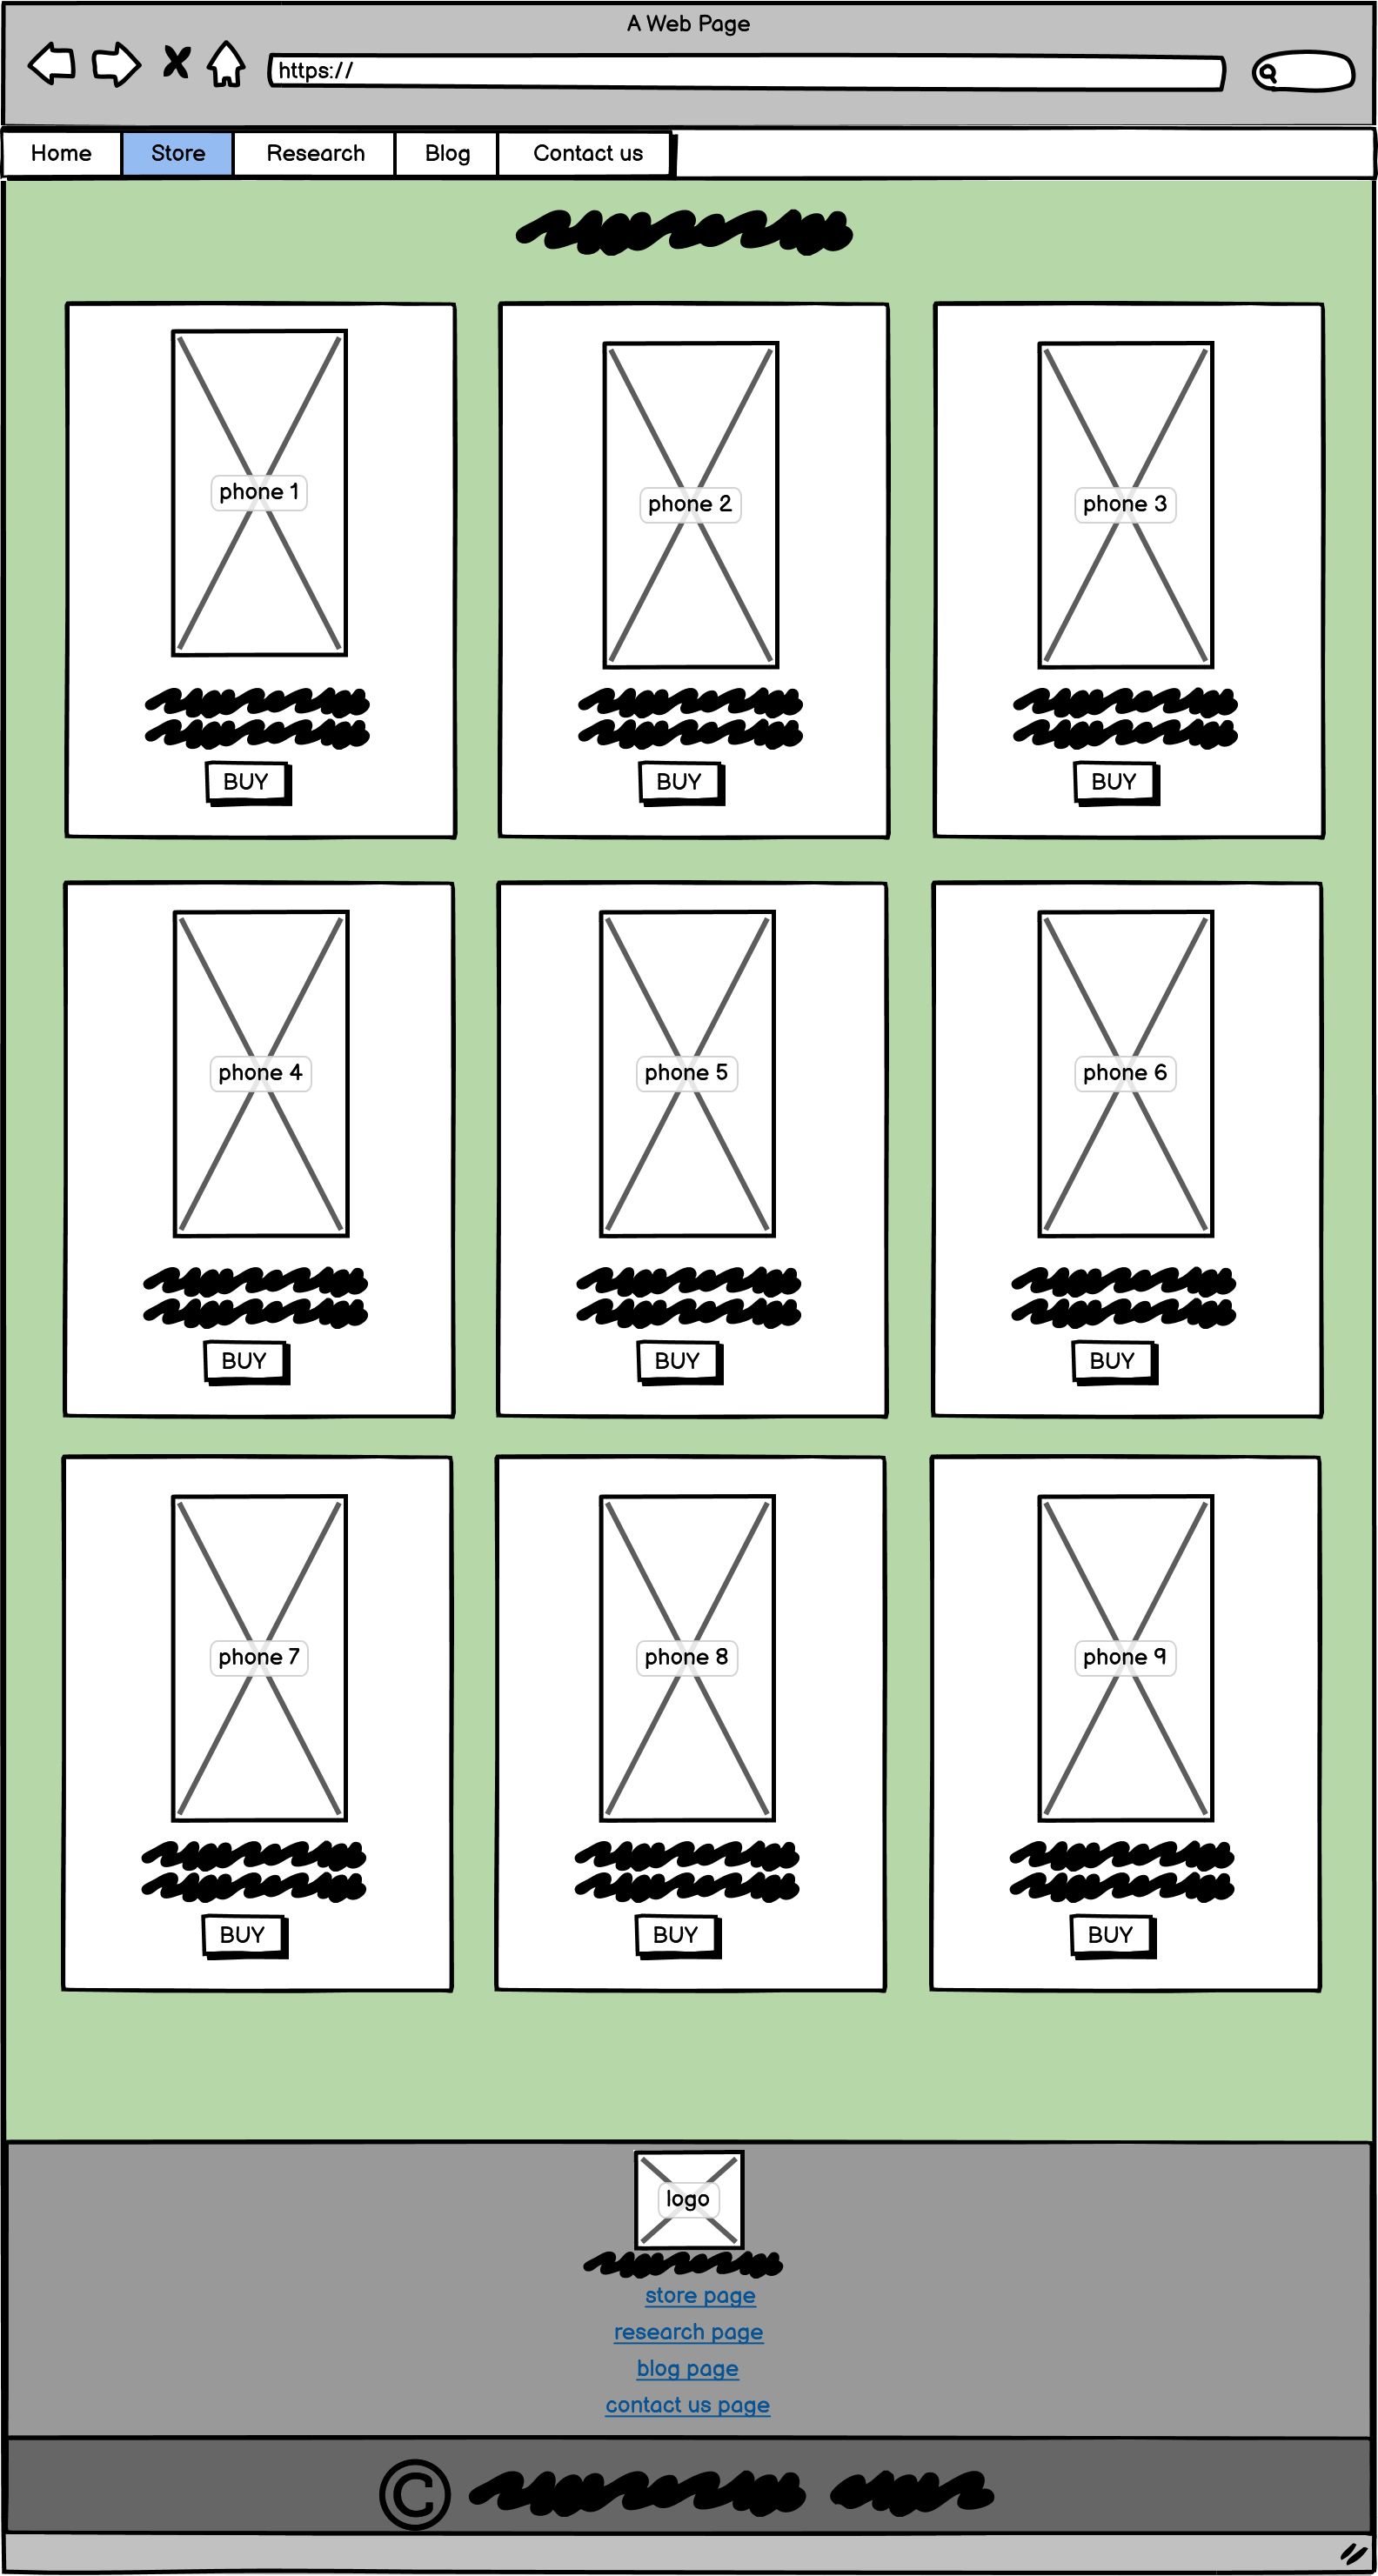 A Web Page
https://
Home Store Research Blog Contact us
phone 1 phone 2 phone 3
BUY BUY BUY
phone 4 phone 5 phone 6
BUY BUY BUY
phone 7 phone 8 phone 9
BUY BUY BUY
logo
store page
research page
blog page
contact us page
©